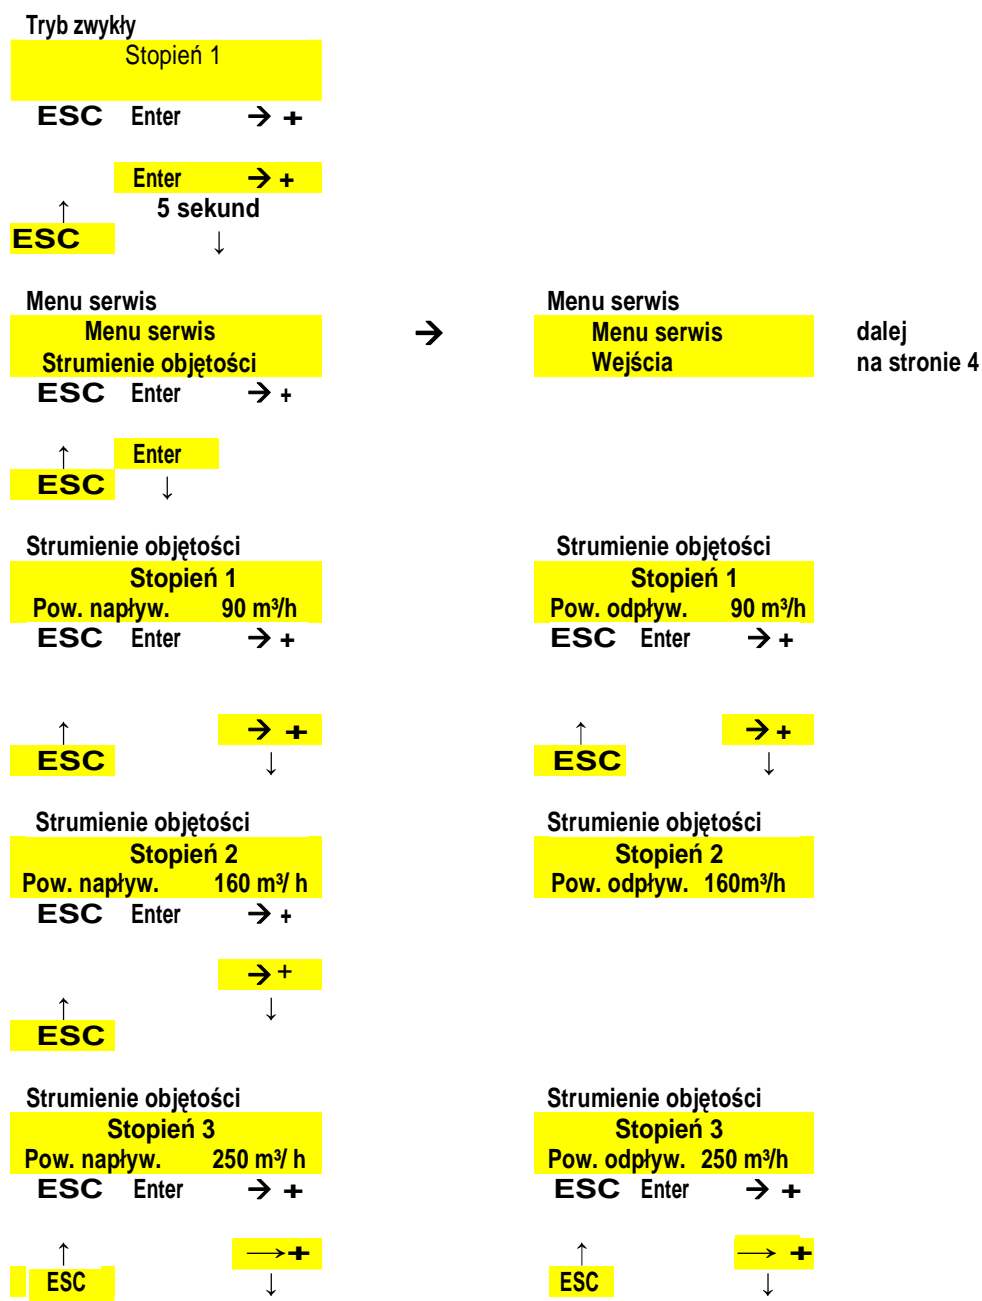 Tryb zwykły
Stopień 1
ESC Enter → +
Enter → +
↑ 5 sekund
ESC ↓
Menu serwis Menu serwis
Menu serwis → Menu serwis dalej
Strumienie objętości Wejścia na stronie 4
ESC Enter → +
↑ Enter
ESC ↓
Strumienie objętości Strumienie objętości
Stopień 1 Stopień 1
Pow. napływ. 90 m³/h Pow. odpływ. 90 m³/h
ESC Enter → + ESC Enter → +
↑ → + ↑ → +
ESC ↓ ESC ↓
Strumienie objętości Strumienie objętości
Stopień 2 Stopień 2
Pow. napływ. 160 m³/ h Pow. odpływ. 160m³/h
ESC Enter → +
→ +
↑ ↓
ESC
Strumienie objętości Strumienie objętości
Stopień 3 Stopień 3
Pow. napływ. 250 m³/ h Pow. odpływ. 250 m³/h
ESC Enter → + ESC Enter → +
↑ → + ↑ → +
ESC ↓ ESC ↓